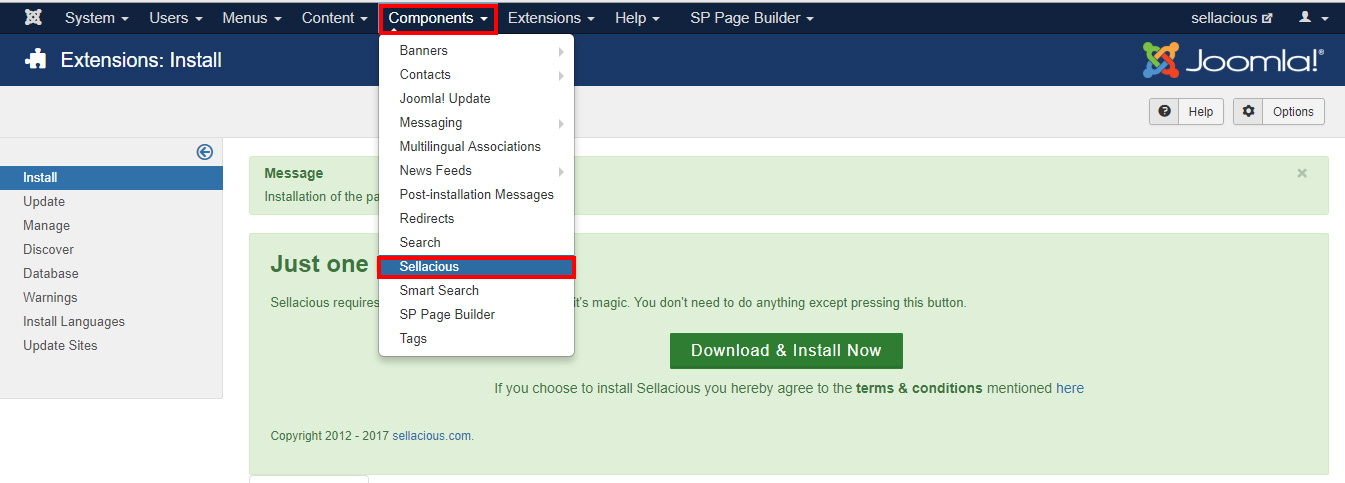 System Users Menus Content Components Extensions Help SP Page Builder sellacious
Extensions: Install
Joomla!®
Help Options
Banners
Contacts
Joomla! Update
Messaging
Multilingual Associations
News Feeds
Post-installation Messages
Redirects
Search
Sellacious
Smart Search
SP Page Builder
Tags
Install
Update
Manage
Discover
Database
Warnings
Install Languages
Update Sites
Message
Installation of the
Just one
Sellacious requires it's magic. You don't need to do anything except pressing this button.
Download & Install Now
If you choose to install Sellacious you hereby agree to the terms & conditions mentioned here
Copyright 2012 - 2017 sellacious.com.